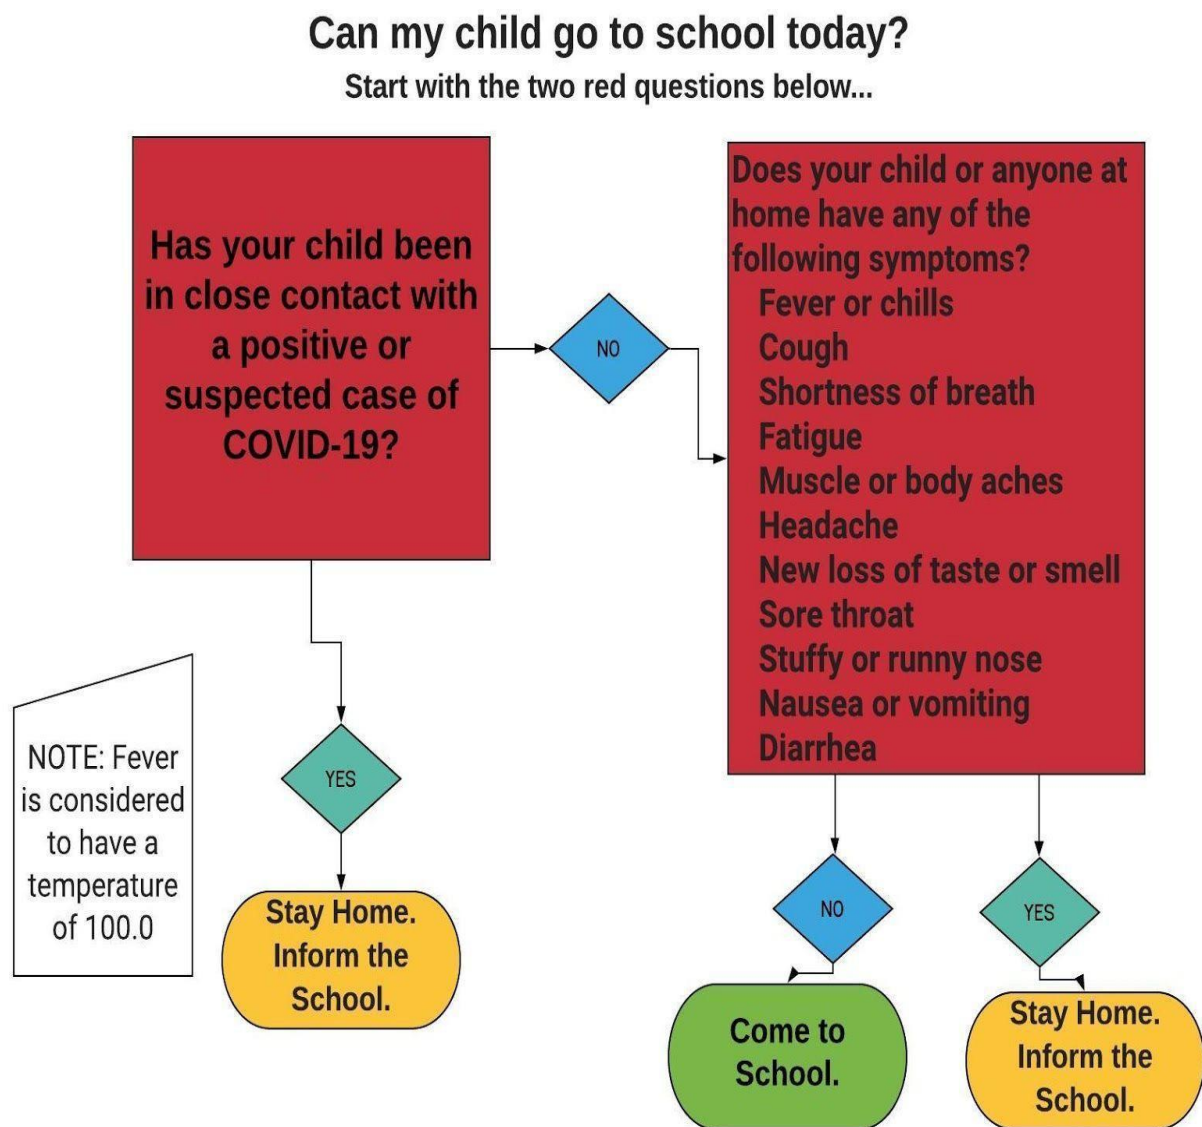 Can my child go to school today?
Start with the two red questions below...
Has your child been
in close contact with
a positive or
suspected case of
COVID-19?
NO
Does your child or anyone at
home have any of the
following symptoms?
Fever or chills
Cough
Shortness of breath
Fatigue
Muscle or body aches
Headache
New loss of taste or smell
Sore throat
Stuffy or runny nose
Nausea or vomiting
Diarrhea
NOTE: Fever
is considered
to have a
temperature
of 100.0
YES
Stay Home.
Inform the
School.
NO
Come to
School.
YES
Stay Home.
Inform the
School.